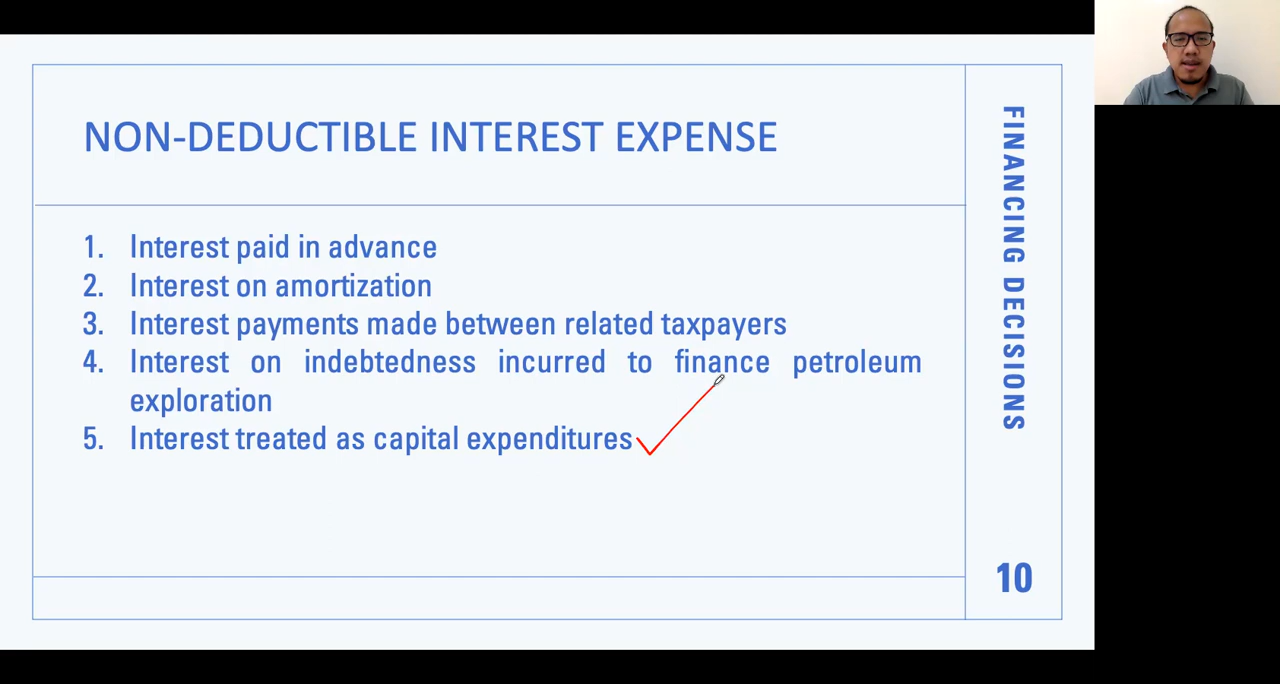 NON-DEDUCTIBLE INTEREST EXPENSE
1. Interest paid in advance
2. Interest on amortization
3. Interest payments made between related taxpayers
4. Interest on indebtedness incurred to finance petroleum
exploration
5. Interest treated as capital expenditures
FINANCING DECISIONS
10